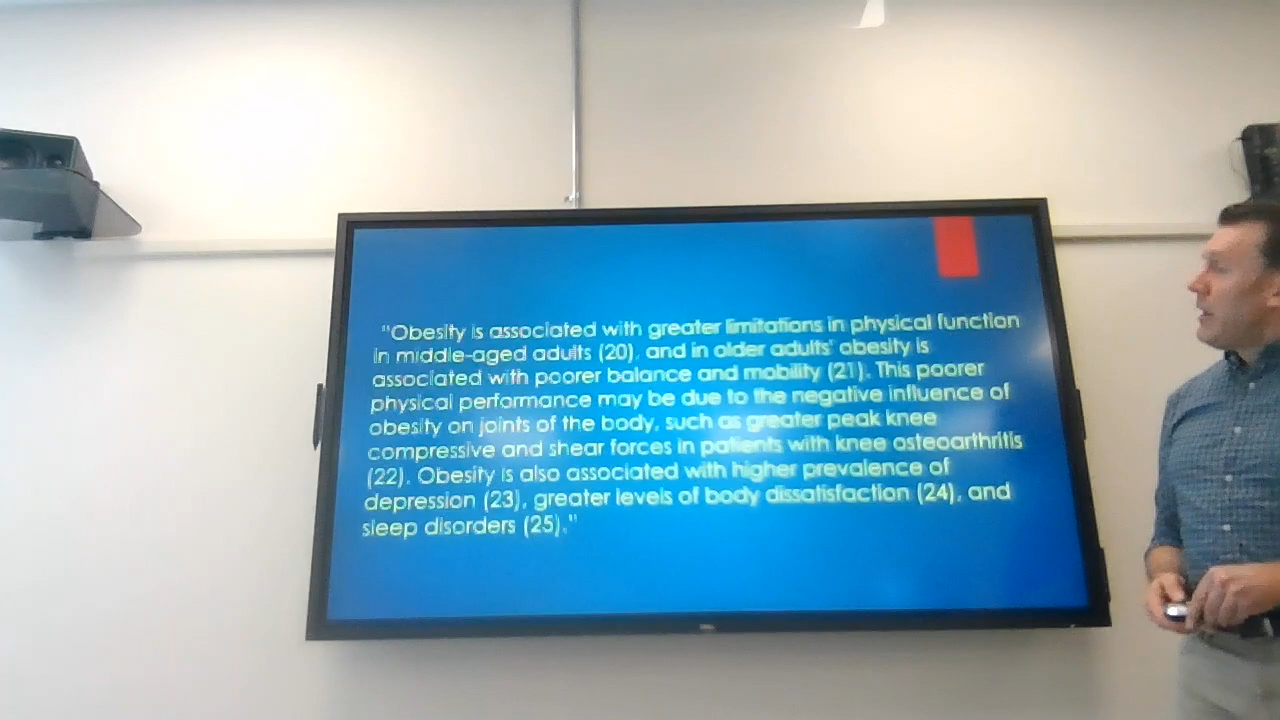 "Obesity is associated with greater limitations in physical function
in middle-aged adults (20), and in older adults' obesity is
associated with poorer balance and mobility (21). This poorer
physical performance may be due to the negative influence of
obesity on joints of the body, such as greater peak knee
compressive and shear forces in patients with knee osteoarthritis
(22). Obesity is also associated with higher prevalence of
depression (23), greater levels of body dissatisfaction (24), and
sleep disorders (25)."